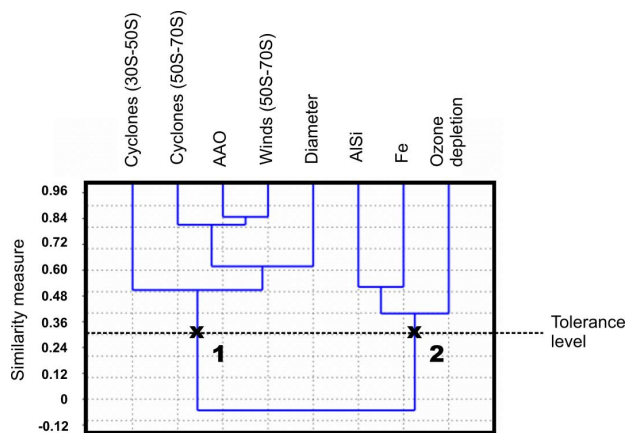 Cyclones (30S-50S)
Cyclones (50S-70S)
AAO
Winds (50S-70S)
Diameter
AlSi
Fe
Ozone
depletion
Similarity measure
0.96
0.84
0.72
0.60
0.48
0.36
0.24
0.12
0
-0.12
Tolerance
level
1
2